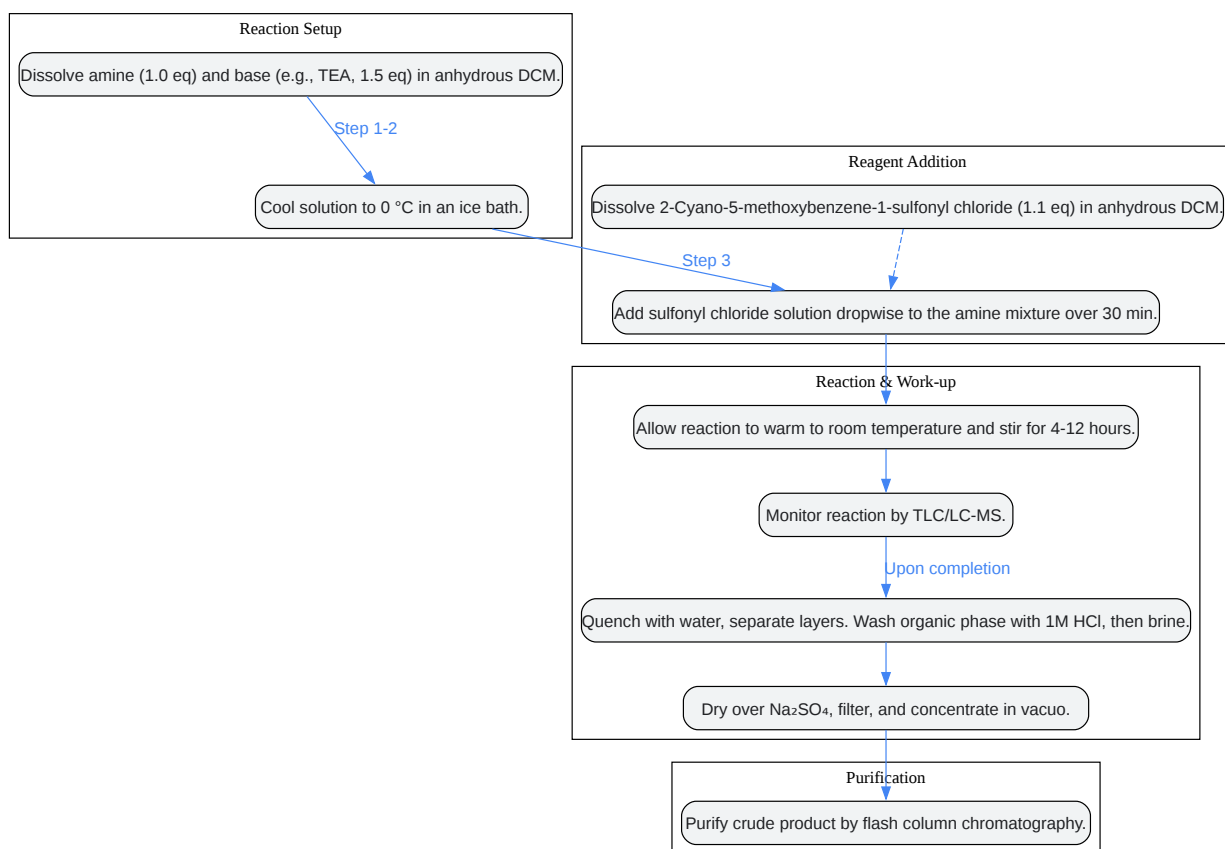 Reaction Setup
Dissolve amine (1.0 eq) and base (e.g., TEA, 1.5 eq) in anhydrous DCM.
Step 1-2
Cool solution to 0 °C in an ice bath.
Reagent Addition
Dissolve 2-Cyano-5-methoxybenzene-1-sulfonyl chloride (1.1 eq) in anhydrous DCM.
Step 3
Add sulfonyl chloride solution dropwise to the amine mixture over 30 min.
Reaction & Work-up
Allow reaction to warm to room temperature and stir for 4-12 hours.
Monitor reaction by TLC/LC-MS.
Upon completion
Quench with water, separate layers. Wash organic phase with 1M HCl, then brine.
Dry over Na₂SO₄, filter, and concentrate in vacuo.
Purification
Purify crude product by flash column chromatography.